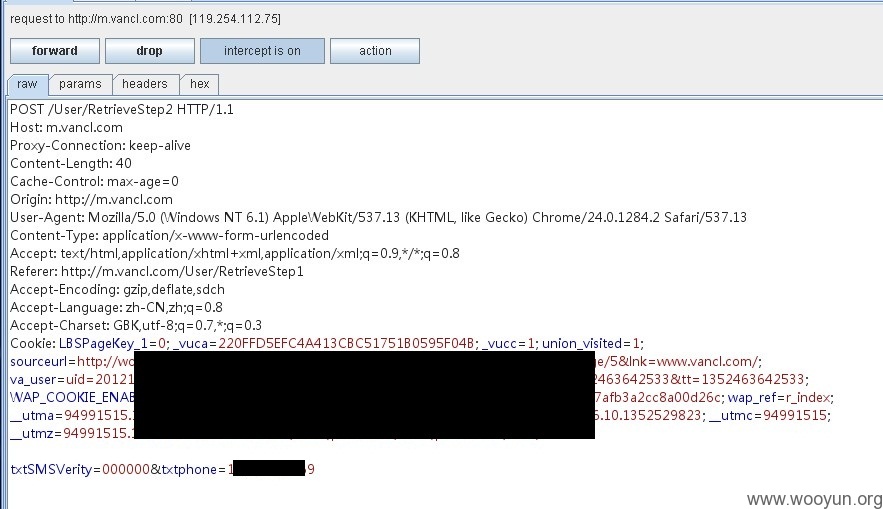 request to http://m.vancl.com:80 [119.254.112.75]
forward drop intercept is on action
raw params headers hex
POST /User/RetrieveStep2 HTTP/1.1
Host: m.vancl.com
Proxy-Connection: keep-alive
Content-Length: 40
Cache-Control: max-age=0
Origin: http://m.vancl.com
User-Agent: Mozilla/5.0 (Windows NT 6.1) AppleWebKit/537.13 (KHTML, like Gecko) Chrome/24.0.1284.2 Safari/537.13
Content-Type: application/x-www-form-urlencoded
Accept: text/html,application/xhtml+xml,application/xml;q=0.9,*/*;q=0.8
Referer: http://m.vancl.com/User/RetrieveStep1
Accept-Encoding: gzip,deflate,sdch
Accept-Language: zh-CN,zh;q=0.8
Accept-Charset: GBK,utf-8;q=0.7,*;q=0.3
Cookie: LBSPageKey_1=0; _vuca=220FFD5EFC4A413CBC51751B0595F04B; _vucc=1; union_visited=1;
sourceurl=http://wo ge/5&lnk=www.vancl.com/;
va_user=uid=20121 2463642533&tt=1352463642533;
WAP_COOKIE_ENAB 7afb3a2cc8a00d26c; wap_ref=r_index;
__utma=94991515.1 5.10.1352529823; __utmc=94991515;
__utmz=94991515.1
txtSMSVerity=000000&txtphone=1 9
www.wooyun.org